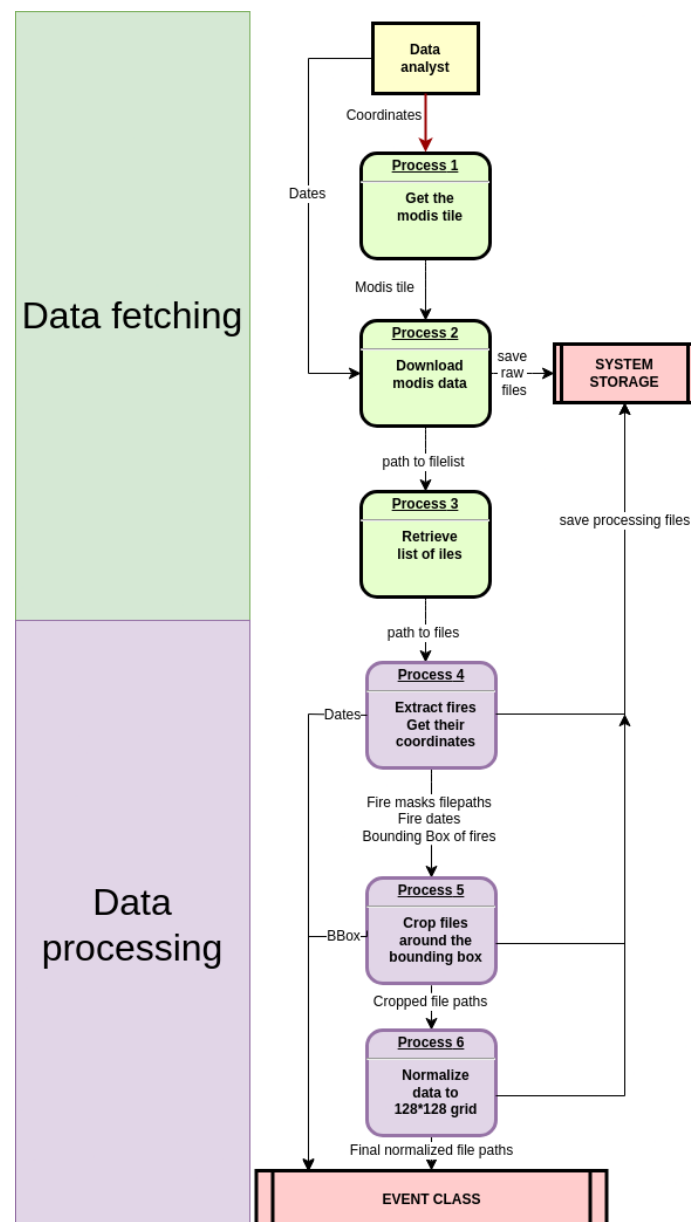 Data
analyst
Coordinates
Process 1
Get the
modis tile
Dates
Data fetching
Modis tile
Process 2
Download
modis data
save
raw
files
SYSTEM
STORAGE
path to filelist
Process 3
Retrieve
list of iles
save processing files
path to files
Process 4
Extract fires
Get their
coordinates
Dates
Fire masks filepaths
Fire dates
Bounding Box of fires
Data
processing
Process 5
Crop files
around the
bounding box
BBox
Cropped file paths
Process 6
Normalize
data to
128*128 grid
Final normalized file paths
EVENT CLASS